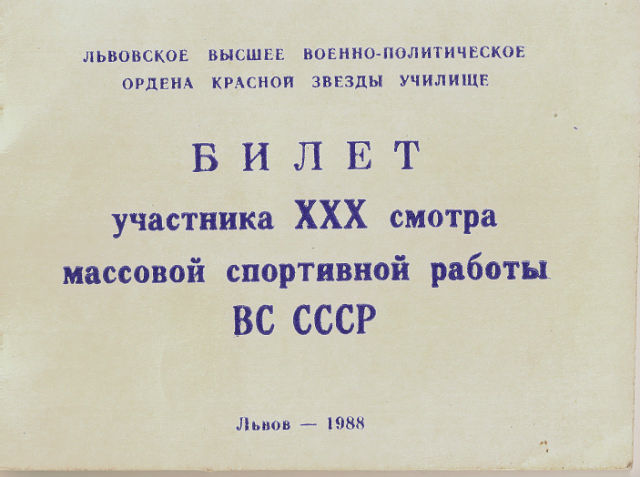 ЛЬВОВСКОЕ ВЫСШЕЕ ВОЕННО-ПОЛИТИЧЕСКОЕ
ОРДЕНА КРАСНОЙ ЗВЕЗДЫ УЧИЛИЩЕ
БИЛЕТ
участника XXX смотра
массовой спортивной работы
ВС СССР
Львов — 1988